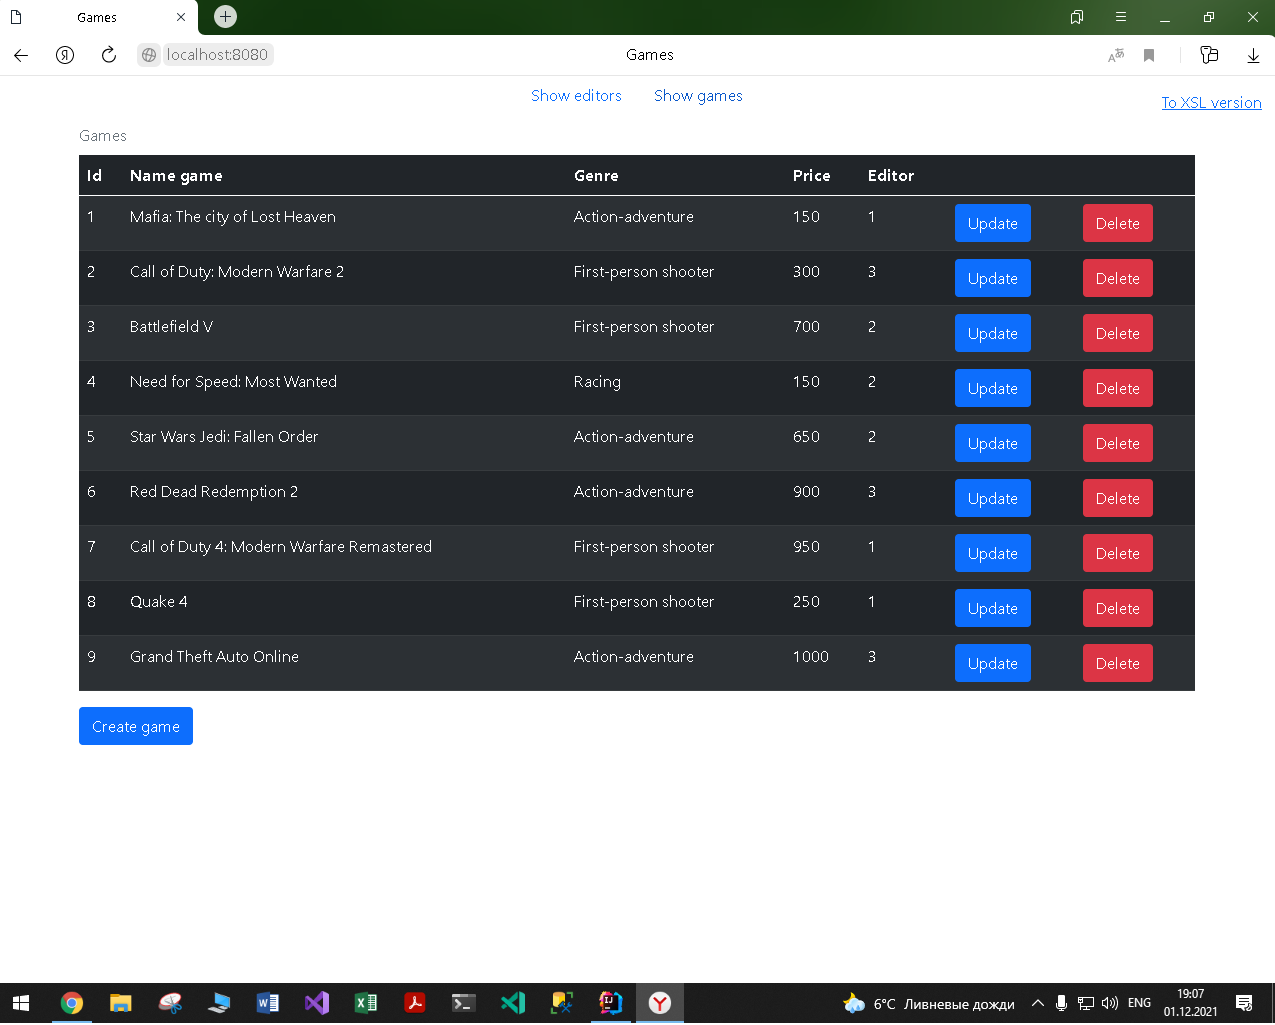 Games
localhost:8080 Games
Show editors Show games To XSL version
Games
Id Name game Genre Price Editor
1 Mafia: The city of Lost Heaven Action-adventure 150 1 Update Delete
2 Call of Duty: Modern Warfare 2 First-person shooter 300 3 Update Delete
3 Battlefield V First-person shooter 700 2 Update Delete
4 Need for Speed: Most Wanted Racing 150 2 Update Delete
5 Star Wars Jedi: Fallen Order Action-adventure 650 2 Update Delete
6 Red Dead Redemption 2 Action-adventure 900 3 Update Delete
7 Call of Duty 4: Modern Warfare Remastered First-person shooter 950 1 Update Delete
8 Quake 4 First-person shooter 250 1 Update Delete
9 Grand Theft Auto Online Action-adventure 1000 3 Update Delete
Create game
6°C Ливневые дожди ENG 19:07
01.12.2021